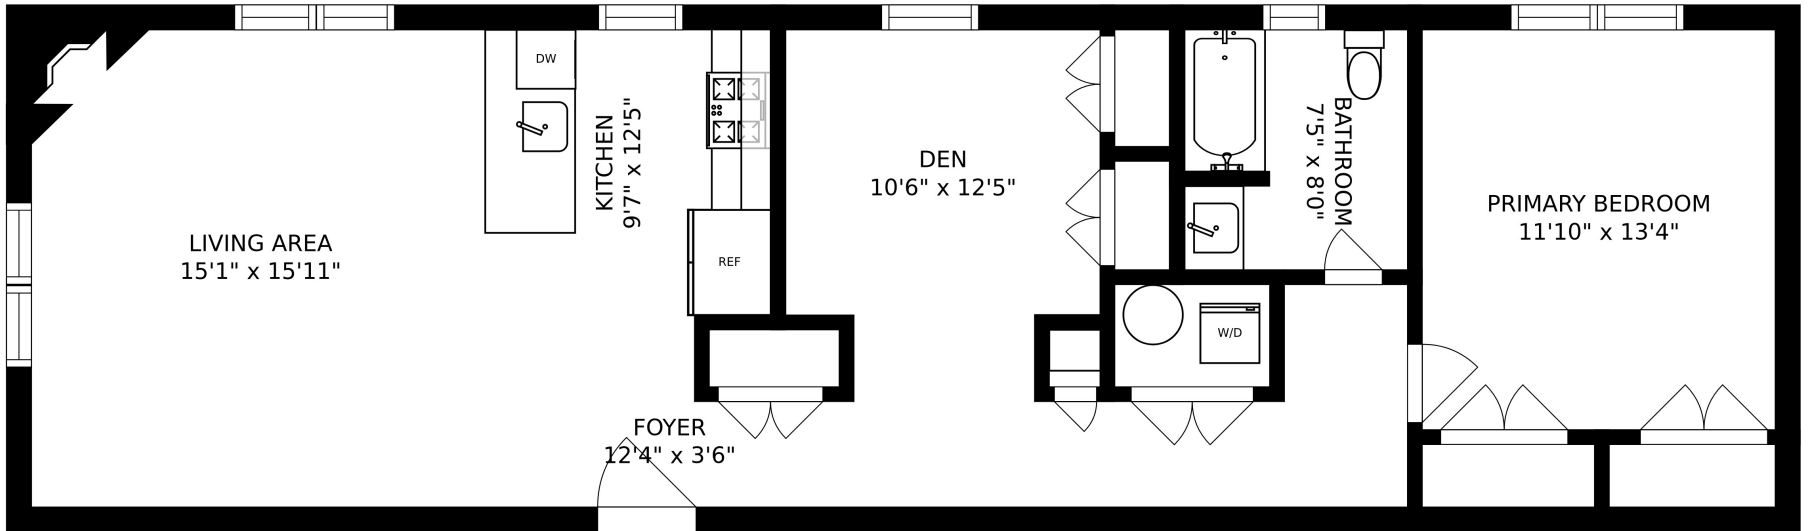 DW
KITCHEN
9'7" x 12'5"
REF
LIVING AREA
15'1" x 15'11"
FOYER
12'4" x 3'6"
DEN
10'6" x 12'5"
BATHROOM
7'5" x 8'0"
W/D
PRIMARY BEDROOM
11'10" x 13'4"